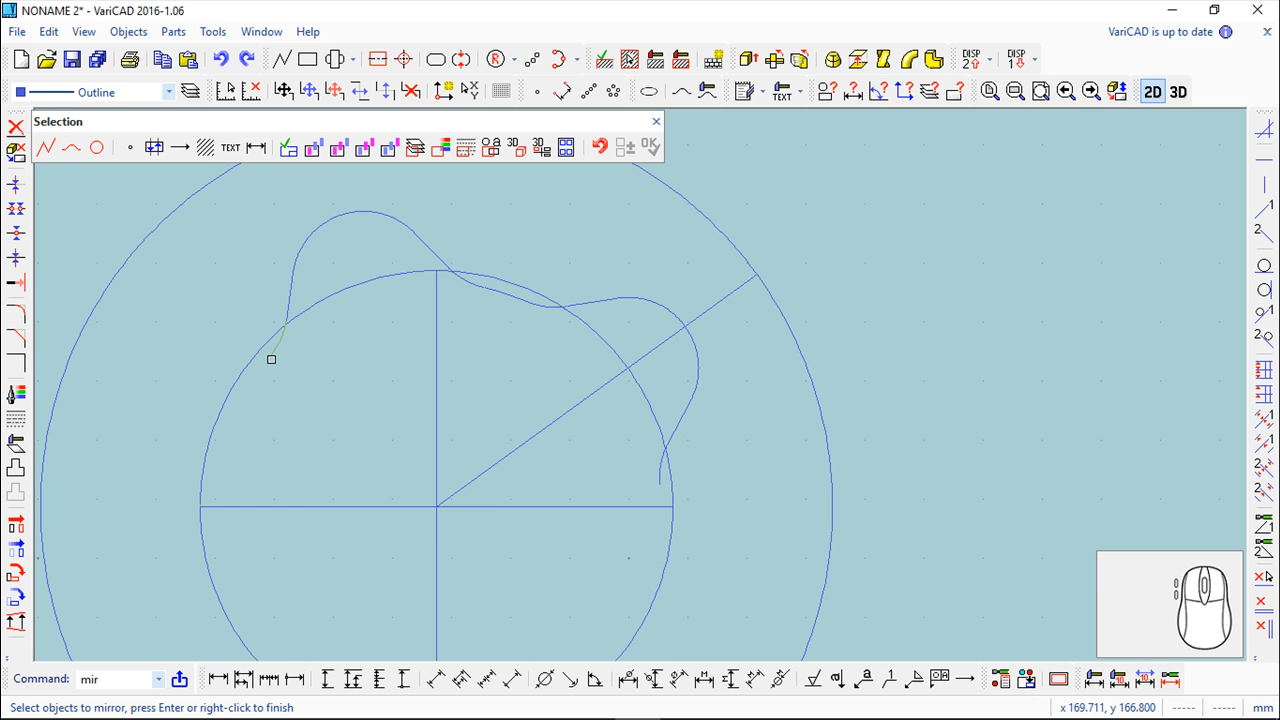 NONAME 2* - VariCAD 2016-1.06
File Edit View Objects Parts Tools Window Help VariCAD is up to date
DISP 2 DISP 1
Outline TEXT 2D 3D
Selection
TEXT 3D 3D OK
Command: mir
Select objects to mirror, press Enter or right-click to finish x 169.711, y 166.800 ----- ----- mm